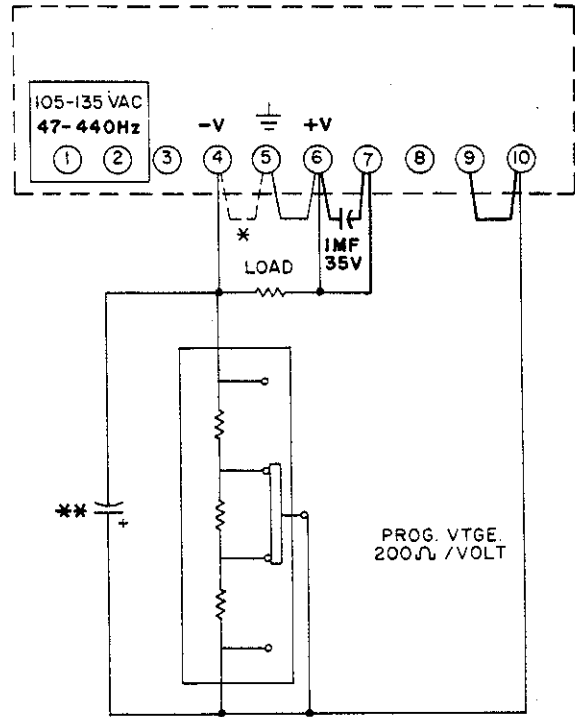 105-135 VAC
47-440Hz
-V
+V
1 2 3 4 5 6 7 8 9 10
*
1MF
35V
LOAD
**
+
PROG. VTGE.
200Ω/VOLT